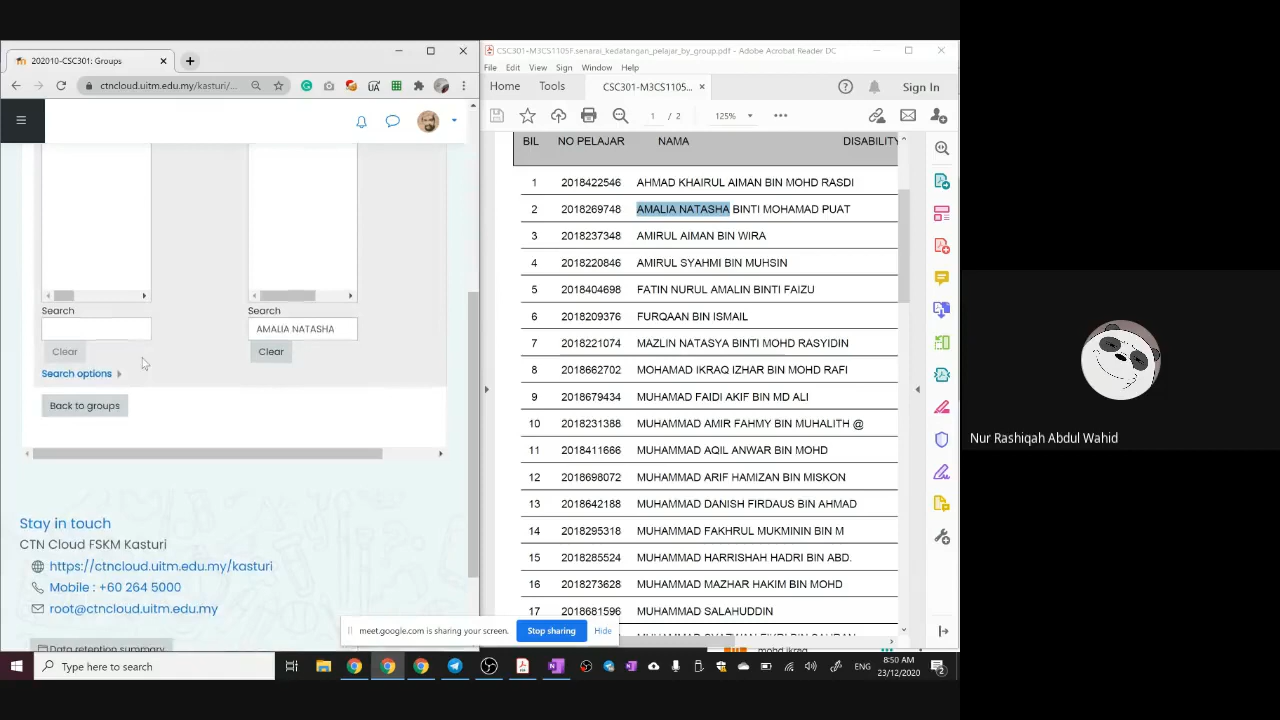 202010-CSC301: Groups
ctncloud.uitm.edu.my/kasturi/...
Search
Search
AMALIA NATASHA
Clear
Clear
Search options
Back to groups
Stay in touch
CTN Cloud FSKM Kasturi
https://ctncloud.uitm.edu.my/kasturi
Mobile : +60 264 5000
root@ctncloud.uitm.edu.my
Data retention summary
CSC301-M3CS1105F.senarai_kedatangan_pelajar_by_group.pdf - Adobe Acrobat Reader DC
File Edit View Sign Window Help
Home Tools CSC301-M3CS1105... Sign In
1 / 2 125%
BIL NO PELAJAR NAMA DISABILITY
1 2018422546 AHMAD KHAIRUL AIMAN BIN MOHD RASDI
2 2018269748 AMALIA NATASHA BINTI MOHAMAD PUAT
3 2018237348 AMIRUL AIMAN BIN WIRA
4 2018220846 AMIRUL SYAHMI BIN MUHSIN
5 2018404698 FATIN NURUL AMALIN BINTI FAIZU
6 2018209376 FURQAAN BIN ISMAIL
7 2018221074 MAZLIN NATASYA BINTI MOHD RASYIDIN
8 2018662702 MOHAMAD IKRAQ IZHAR BIN MOHD RAFI
9 2018679434 MUHAMAD FAIDI AKIF BIN MD ALI
10 2018231388 MUHAMMAD AMIR FAHMY BIN MUHALITH @
11 2018411666 MUHAMMAD AQIL ANWAR BIN MOHD
12 2018698072 MUHAMMAD ARIF HAMIZAN BIN MISKON
13 2018642188 MUHAMMAD DANISH FIRDAUS BIN AHMAD
14 2018295318 MUHAMMAD FAKHRUL MUKMININ BIN M
15 2018285524 MUHAMMAD HARRISHAH HADRI BIN ABD.
16 2018273628 MUHAMMAD MAZHAR HAKIM BIN MOHD
17 2018681596 MUHAMMAD SALAHUDDIN
meet.google.com is sharing your screen. Stop sharing Hide
mohd ikraq
Type here to search
ENG
8:50 AM
23/12/2020
2
Nur Rashiqah Abdul Wahid